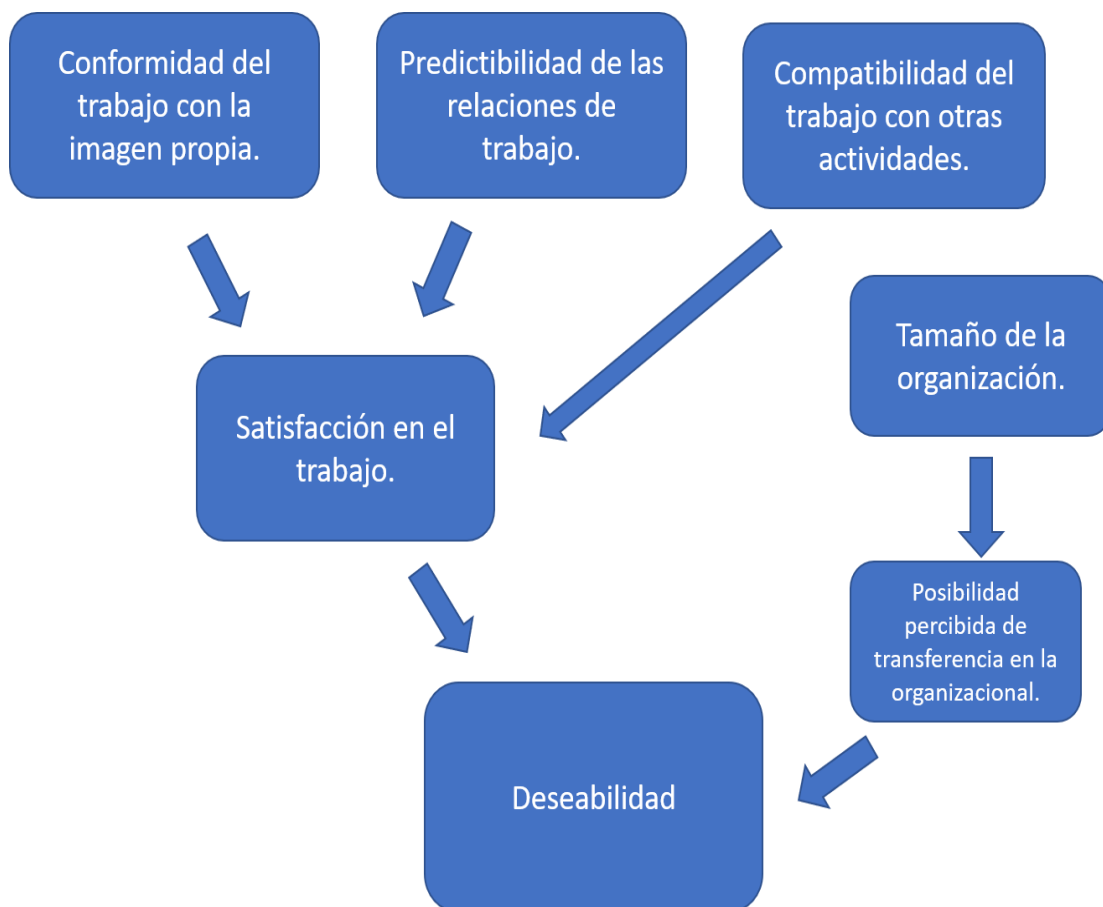 Conformidad del
trabajo con la
imagen propia.
Predictibilidad de las
relaciones de
trabajo.
Compatibilidad del
trabajo con otras
actividades.
Tamaño de la
organización.
Satisfacción en el
trabajo.
Posibilidad
percibida de
transferencia en la
organizacional.
Deseabilidad